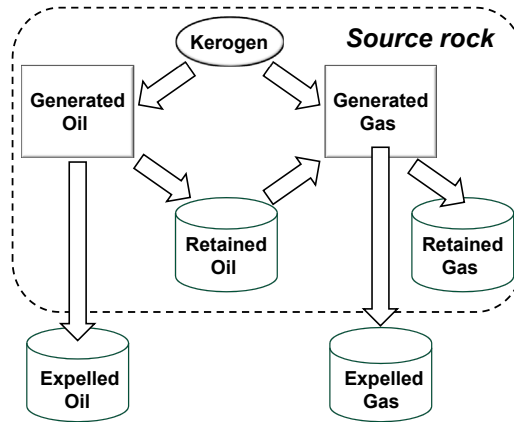 Kerogen
Source rock
Generated
Oil
Generated
Gas
Retained
Oil
Retained
Gas
Expelled
Oil
Expelled
Gas